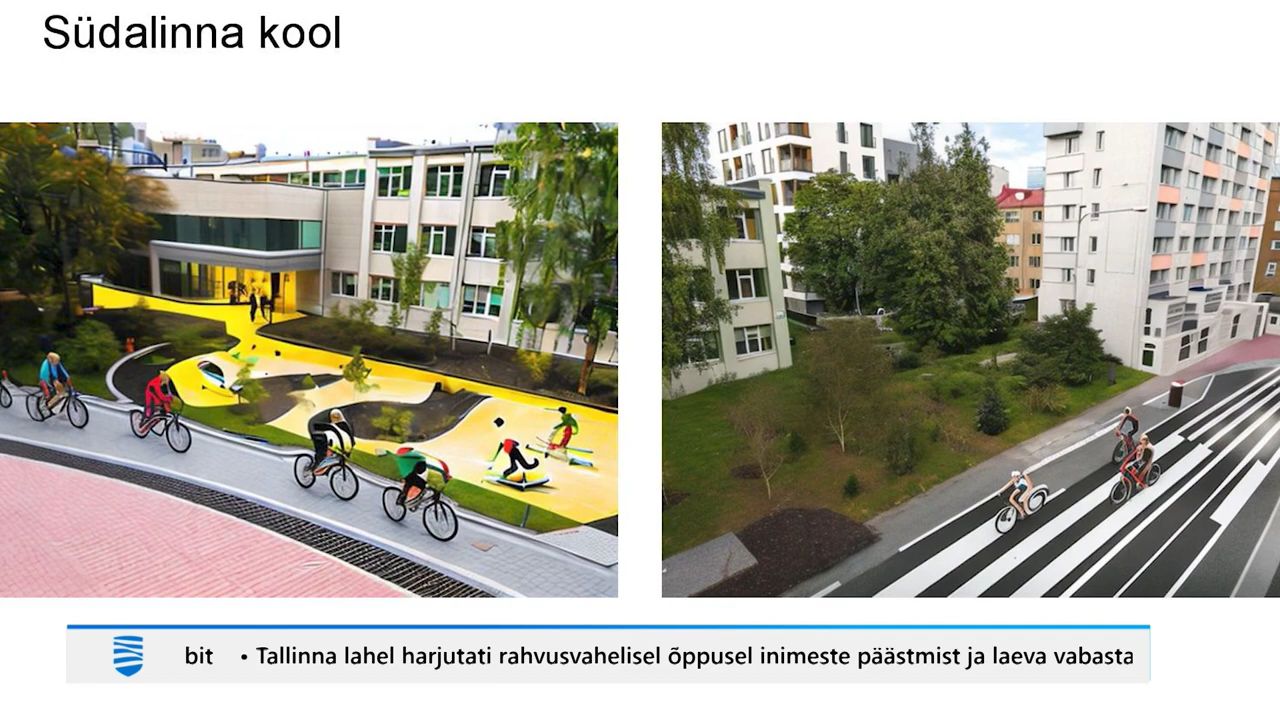 Südalinna kool
bit • Tallinna lahel harjutati rahvusvahelisel õppusel inimeste päästmist ja laeva vabasta